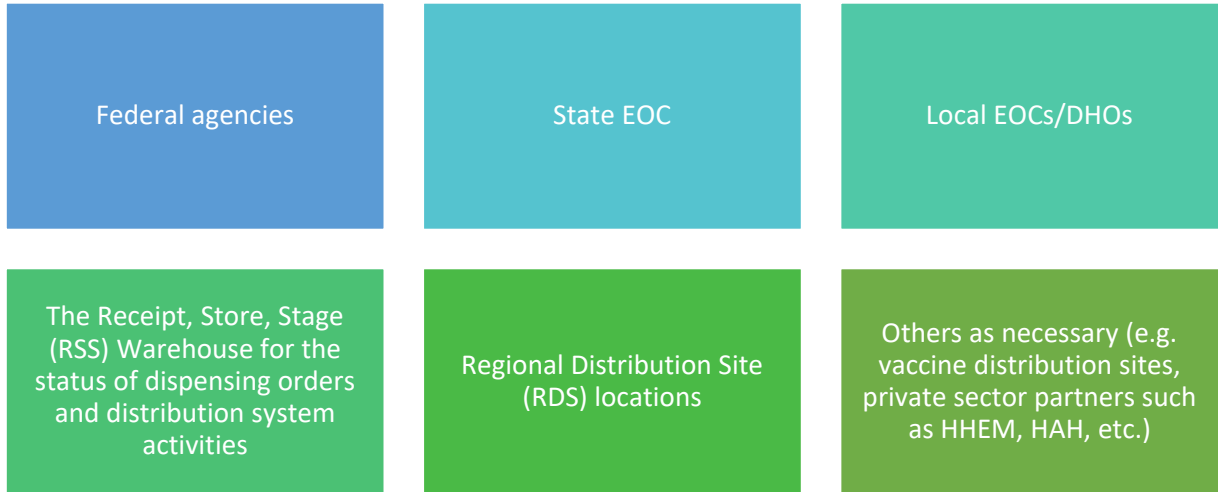 Federal agencies
State EOC
Local EOCs/DHOs
The Receipt, Store, Stage
(RSS) Warehouse for the
status of dispensing orders
and distribution system
activities
Regional Distribution Site
(RDS) locations
Others as necessary (e.g.
vaccine distribution sites,
private sector partners such
as HHEM, HAH, etc.)